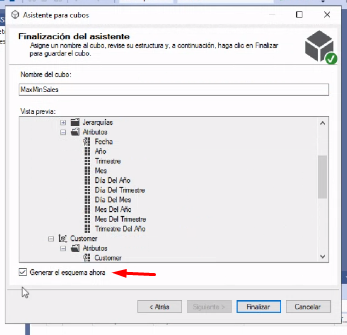 Asistente para cubos
Finalización del asistente
Asigne un nombre al cubo, revise su estructura y, a continuación, haga clic en Finalizar
para guardar el cubo.
Nombre del cubo:
MaxMinSales
Vista previa:
Jerarquías
Atributos
Fecha
Año
Trimestre
Mes
Día Del Año
Día Del Trimestre
Día Del Mes
Mes Del Año
Mes Del Trimestre
Trimestre Del Año
Customer
Atributos
Customer
Generar el esquema ahora
< Atrás
Siguiente >
Finalizar
Cancelar